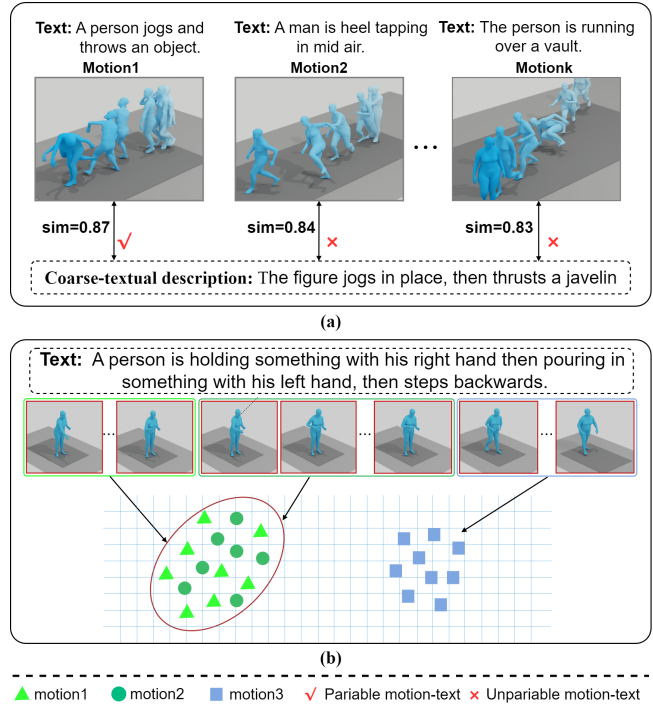 Text: A person jogs and
throws an object.
Motion1
Text: A man is heel tapping
in mid air.
Motion2
Text: The person is running
over a vault.
Motionk
...
sim=0.87
√
sim=0.84
×
sim=0.83
×
Coarse-textual description: The figure jogs in place, then thrusts a javelin
(a)
Text: A person is holding something with his right hand then pouring in
something with his left hand, then steps backwards.
... ... ...
(b)
motion1 motion2 motion3 √ Pariable motion-text × Unpariable motion-text